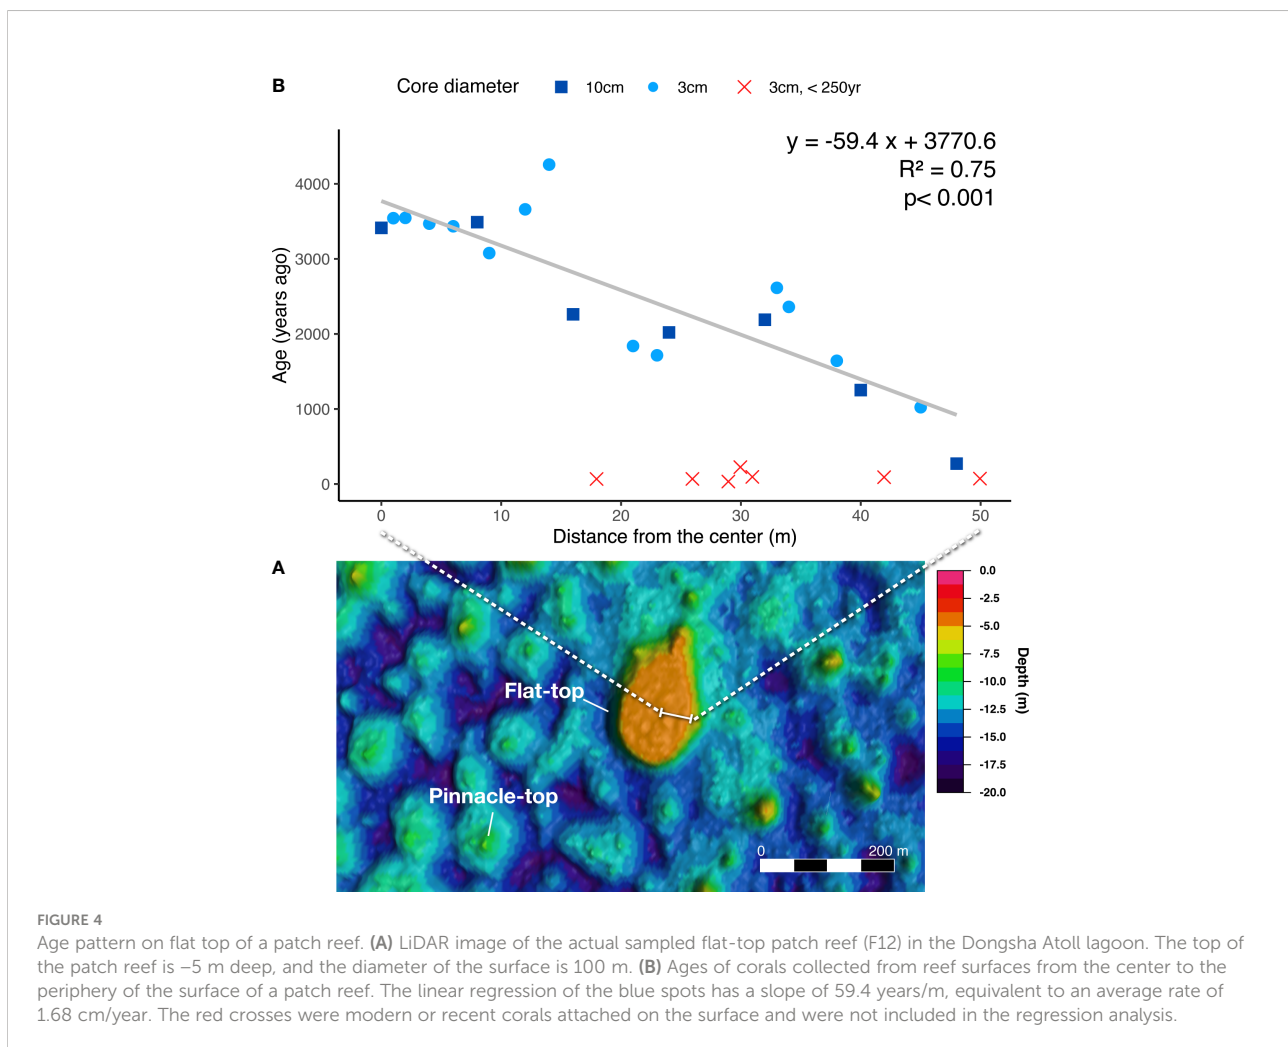 B
Core diameter 10cm 3cm 3cm, < 250yr
y = -59.4 x + 3770.6
R² = 0.75
p< 0.001
Age (years ago)
4000
3000
2000
1000
0
0 10 20 30 40 50
Distance from the center (m)
A
Flat-top
Pinnacle-top
0 200 m
0.0
-2.5
-5.0
-7.5
-10.0
-12.5
-15.0
-17.5
-20.0
Depth (m)
FIGURE 4
Age pattern on flat top of a patch reef. (A) LiDAR image of the actual sampled flat-top patch reef (F12) in the Dongsha Atoll lagoon. The top of
the patch reef is −5 m deep, and the diameter of the surface is 100 m. (B) Ages of corals collected from reef surfaces from the center to the
periphery of the surface of a patch reef. The linear regression of the blue spots has a slope of 59.4 years/m, equivalent to an average rate of
1.68 cm/year. The red crosses were modern or recent corals attached on the surface and were not included in the regression analysis.